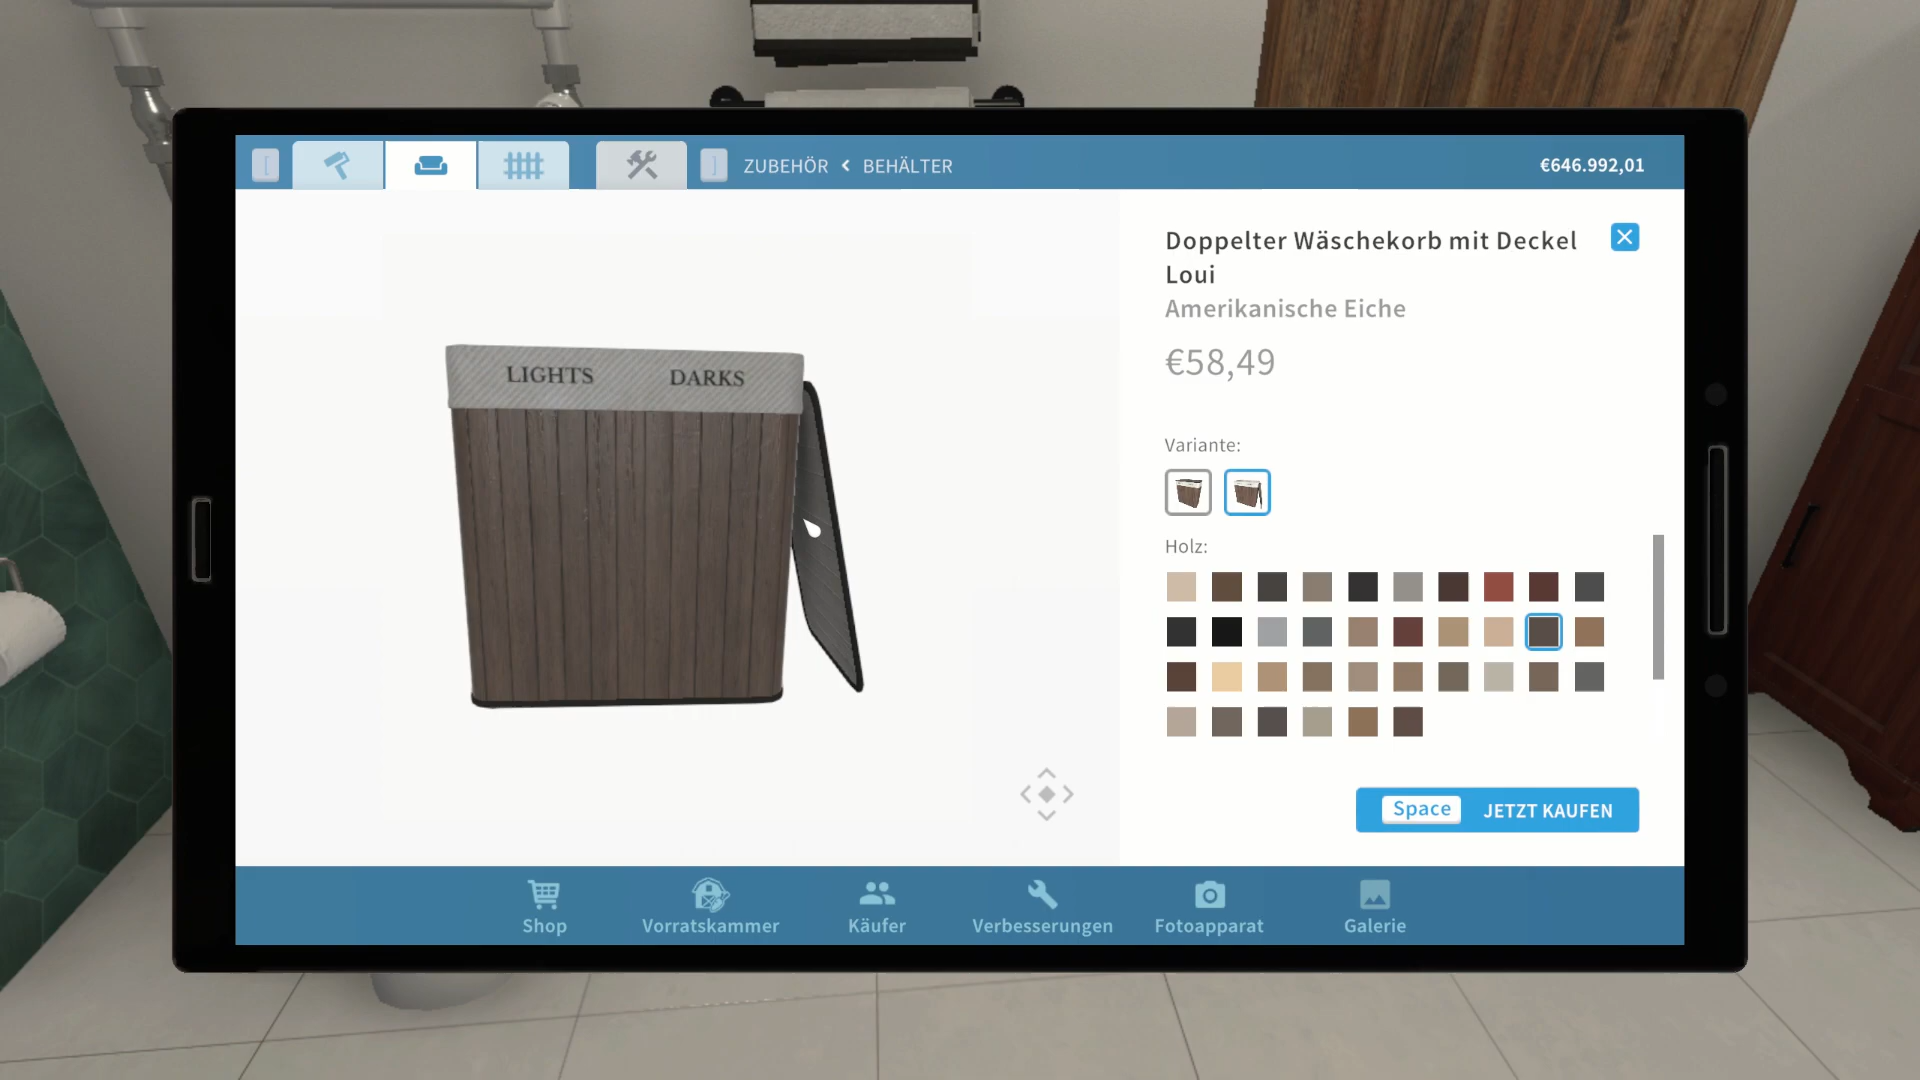 [
]
ZUBEHÖR
BEHÄLTER
€646.992,01
Doppelter Wäschekorb mit Deckel
Loui
Amerikanische Eiche
€58,49
LIGHTS
DARKS
Variante:
Holz:
Space
JETZT KAUFEN
Shop
Vorratskammer
Käufer
Verbesserungen
Fotoapparat
Galerie